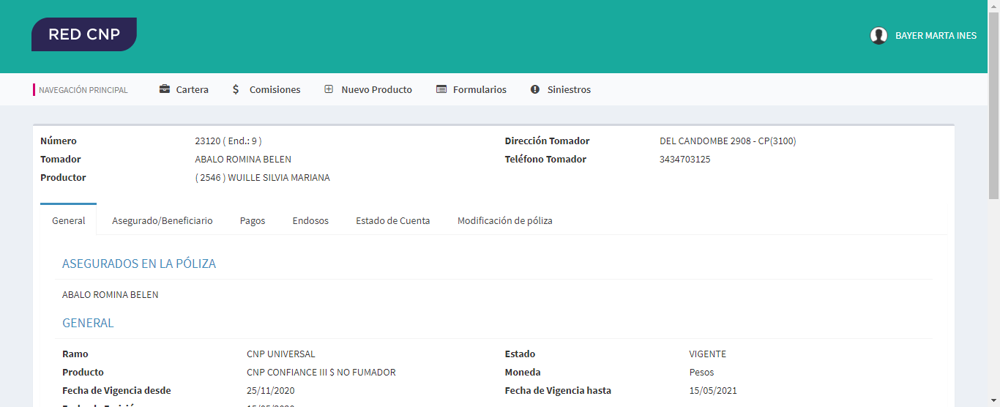 RED CNP
BAYER MARTA INES
NAVEGACIÓN PRINCIPAL
Cartera
$ Comisiones
Nuevo Producto
Formularios
Siniestros
Número 23120 ( End.: 9 ) Dirección Tomador DEL CANDOMBE 2908 - CP(3100)
Tomador ABALO ROMINA BELEN Teléfono Tomador 3434703125
Productor ( 2546 ) WUILLE SILVIA MARIANA
General Asegurado/Beneficiario Pagos Endosos Estado de Cuenta Modificación de póliza
ASEGURADOS EN LA PÓLIZA
ABALO ROMINA BELEN
GENERAL
Ramo CNP UNIVERSAL Estado VIGENTE
Producto CNP CONFIANCE III $ NO FUMADOR Moneda Pesos
Fecha de Vigencia desde 25/11/2020 Fecha de Vigencia hasta 15/05/2021